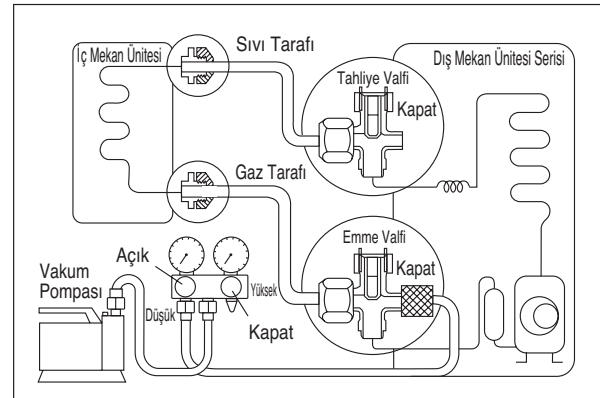 İç Mekan Ünitesi
Sıvı Tarafı
Tahliye Valfi
Kapat
Dış Mekan Ünitesi Serisi
Gaz Tarafı
Emme Valfi
Kapat
Açık
Vakum
Pompası
Düşük
Yüksek
Kapat